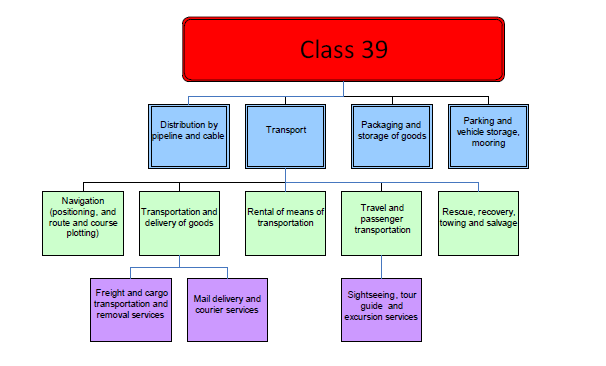 Class 39
Distribution by
pipeline and cable
Transport
Packaging and
storage of goods
Parking and
vehicle storage,
mooring
Navigation
(positioning, and
route and course
plotting)
Transportation and
delivery of goods
Rental of means of
transportation
Travel and
passenger
transportation
Rescue, recovery,
towing and salvage
Freight and cargo
transportation and
removal services
Mail delivery and
courier services
Sightseeing, tour
guide and
excursion services